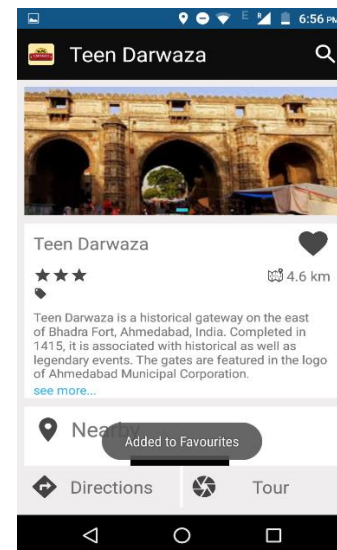 E R 6:56 PM
Teen Darwaza
Teen Darwaza
4.6 km
Teen Darwaza is a historical gateway on the east
of Bhadra Fort, Ahmedabad, India. Completed in
1415, it is associated with historical as well as
legendary events. The gates are featured in the logo
of Ahmedabad Municipal Corporation.
see more...
Nearby
Added to Favourites
Directions
Tour